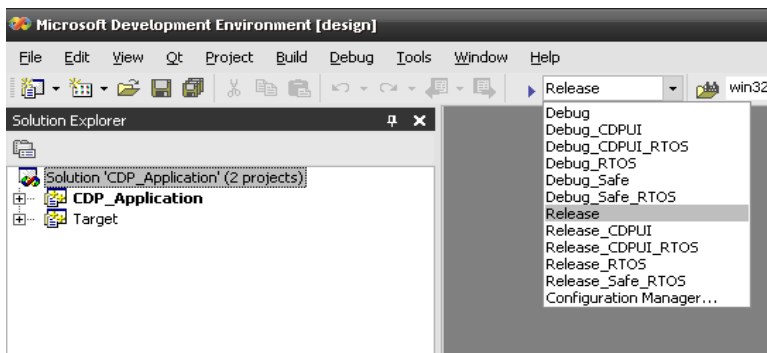 Microsoft Development Environment [design]
File Edit View Qt Project Build Debug Tools Window Help
Release win32
Solution Explorer
Solution 'CDP_Application' (2 projects)
CDP_Application
Target
Debug
Debug_CDPUI
Debug_CDPUI_RTOS
Debug_RTOS
Debug_Safe
Debug_Safe_RTOS
Release
Release_CDPUI
Release_CDPUI_RTOS
Release_RTOS
Release_Safe_RTOS
Configuration Manager...